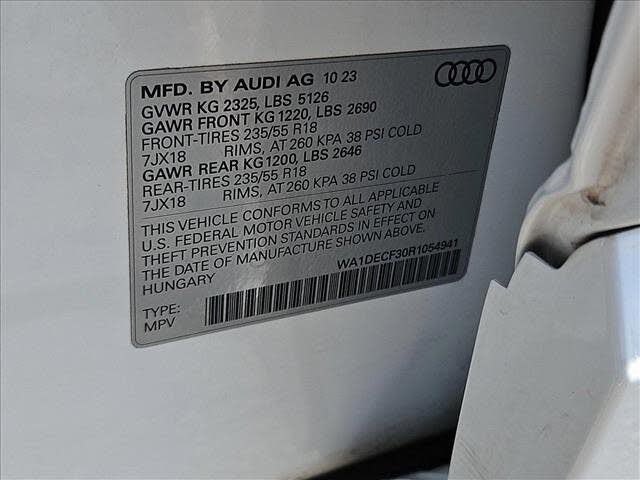 MFD. BY AUDI AG 10 23
GVWR KG 2325, LBS 5126
GAWR FRONT KG 1220, LBS 2690
FRONT-TIRES 235/55 R18
7JX18 RIMS, AT 260 KPA 38 PSI COLD
GAWR REAR KG1200, LBS 2646
REAR-TIRES 235/55 R18
7JX18 RIMS, AT 260 KPA 38 PSI COLD
THIS VEHICLE CONFORMS TO ALL APPLICABLE
U.S. FEDERAL MOTOR VEHICLE SAFETY AND
THEFT PREVENTION STANDARDS IN EFFECT ON
THE DATE OF MANUFACTURE SHOWN ABOVE.
HUNGARY
WA1DECF30R1054941
TYPE:
MPV